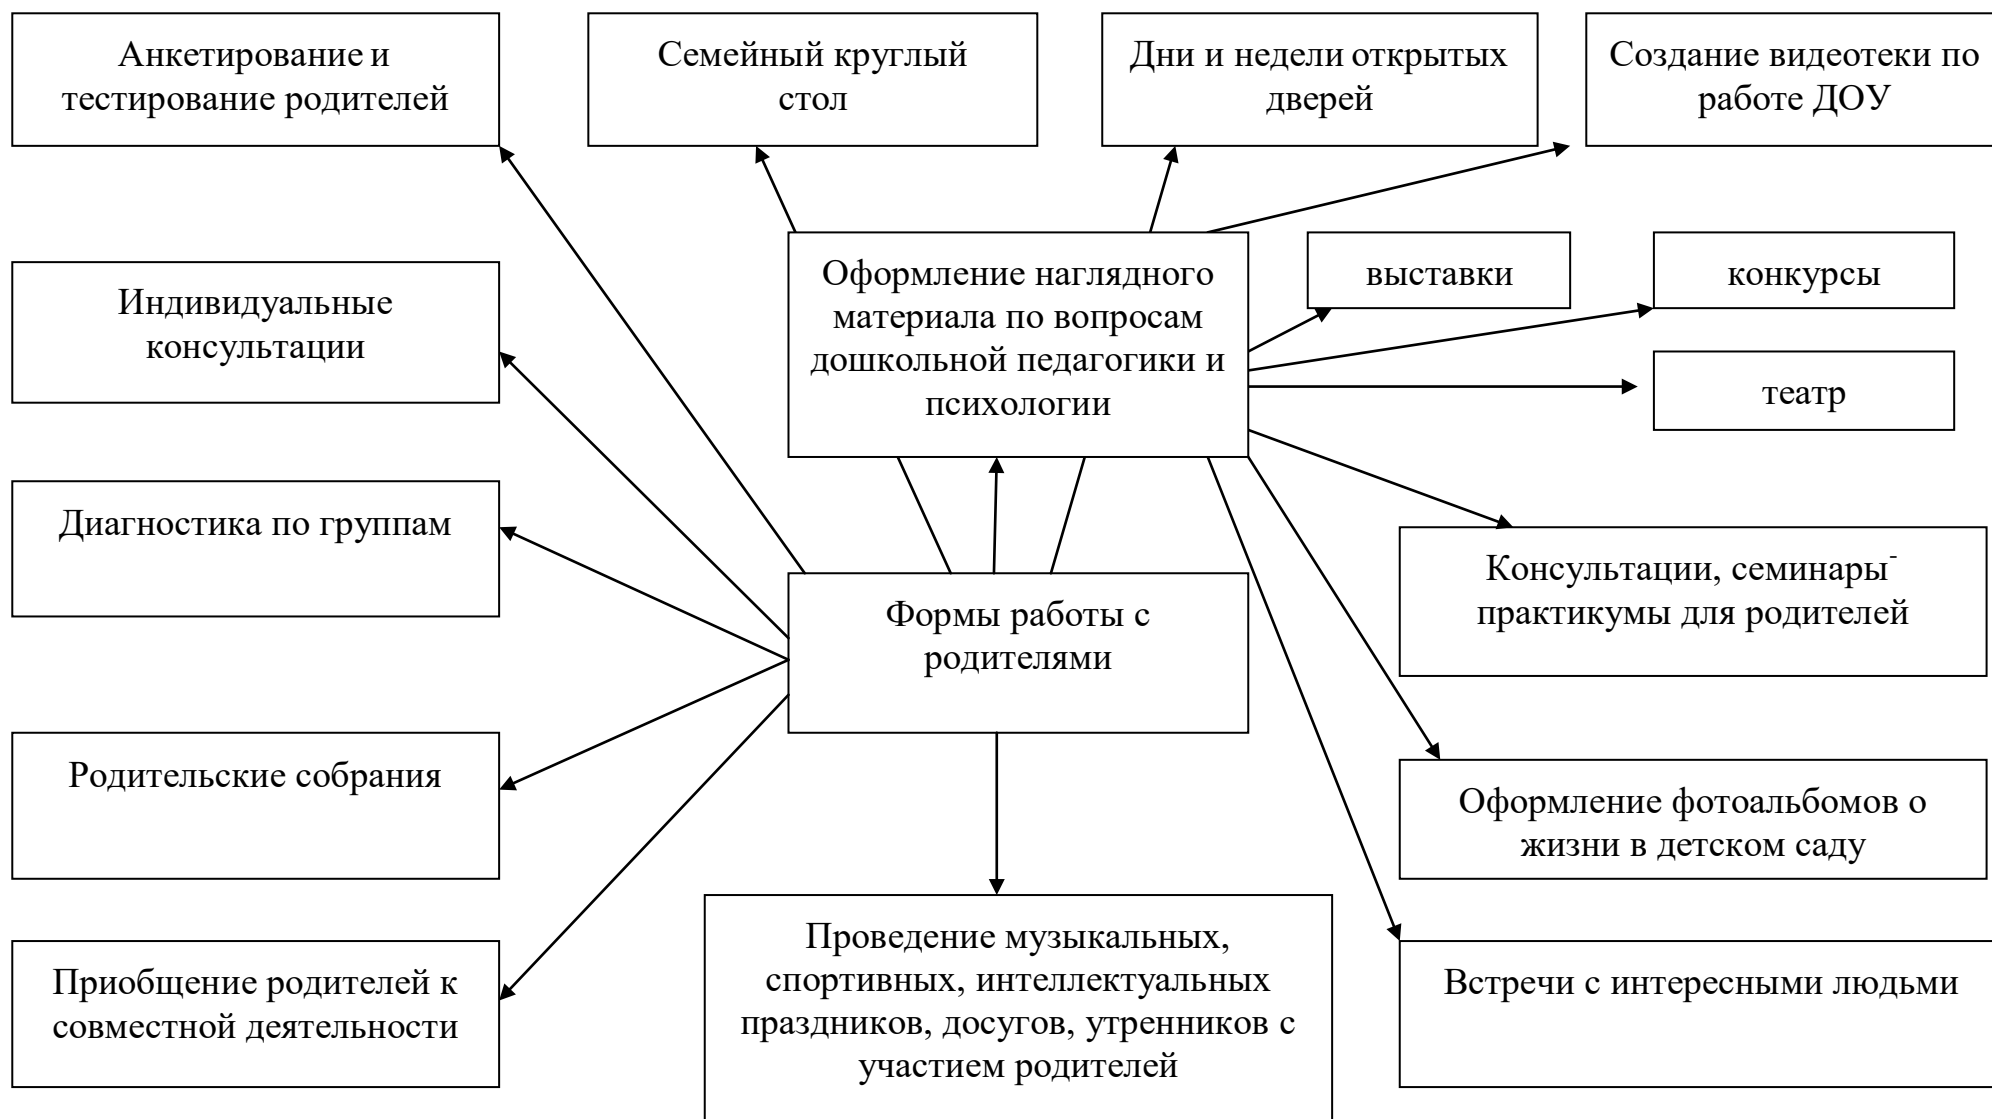 Анкетирование и
тестирование родителей
Семейный круглый
стол
Дни и недели открытых
дверей
Создание видеотеки по
работе ДОУ
Индивидуальные
консультации
Оформление наглядного
материала по вопросам
дошкольной педагогики и
психологии
выставки
конкурсы
театр
Диагностика по группам
Формы работы с
родителями
Консультации, семинары-
практикумы для родителей
Родительские собрания
Оформление фотоальбомов о
жизни в детском саду
Приобщение родителей к
совместной деятельности
Проведение музыкальных,
спортивных, интеллектуальных
праздников, досугов, утренников с
участием родителей
Встречи с интересными людьми